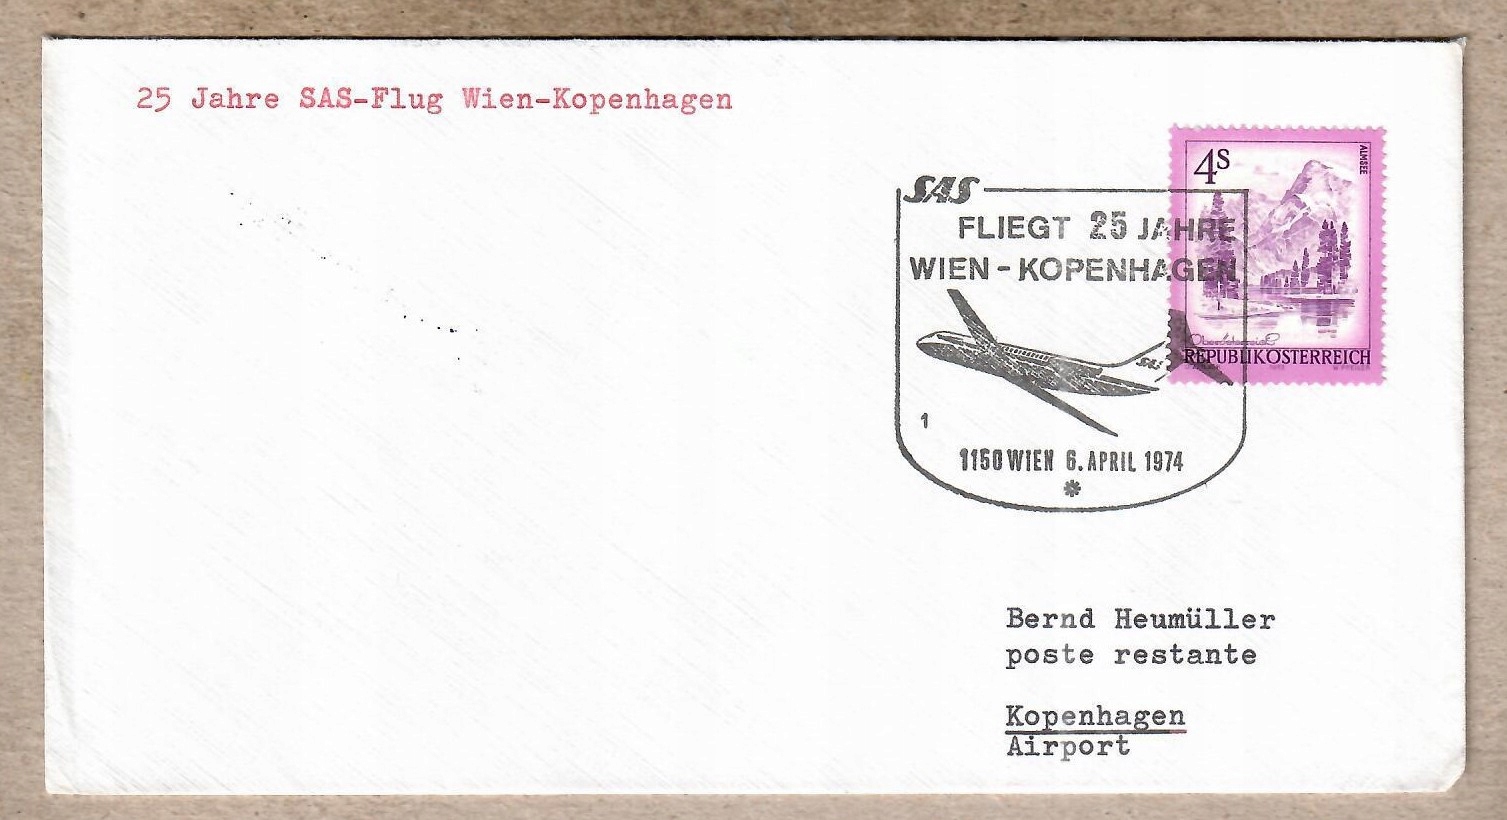 25 Jahre SAS-Flug Wien-Kopenhagen
SAS
FLIEGT 25 JAHRE
WIEN - KOPENHAGEN
SAS
1
1150 WIEN 6. APRIL 1974
*
4S
ALMSEE
Oberösterreich
REPUBLIK ÖSTERREICH
Bernd Heumüller
poste restante
Kopenhagen
Airport